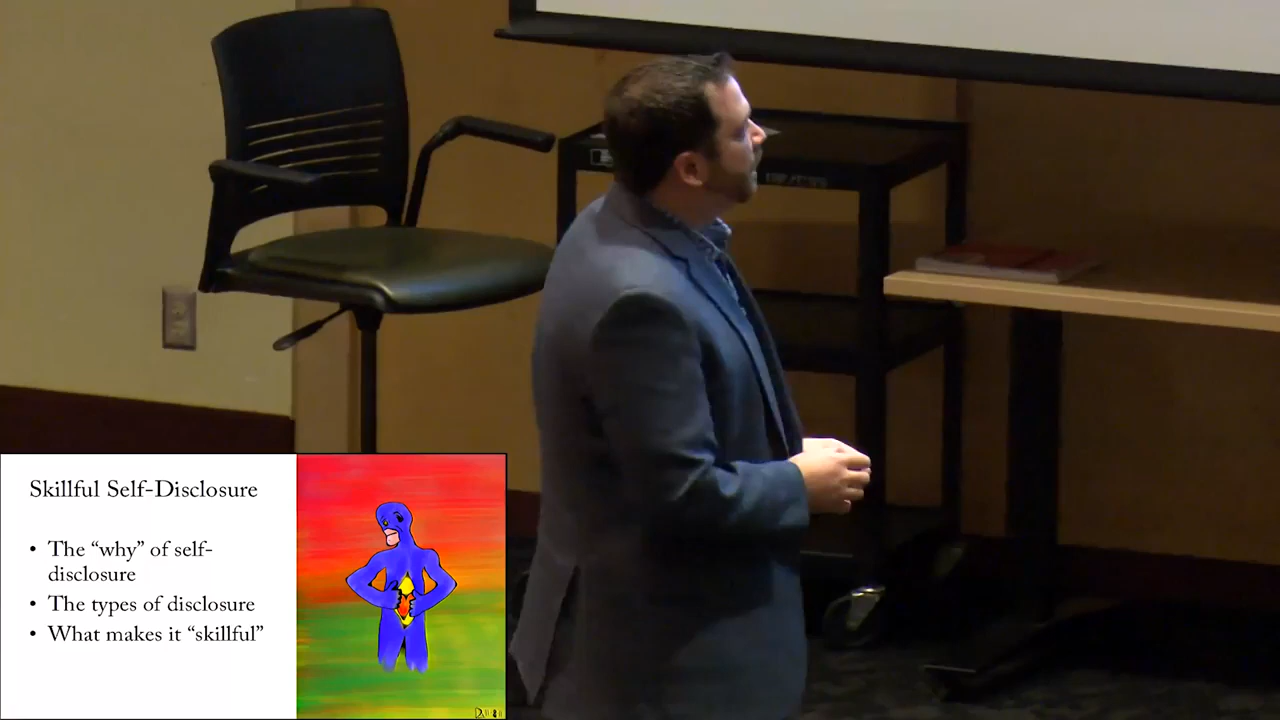 Skillful Self-Disclosure
• The “why” of self-
disclosure
• The types of disclosure
• What makes it “skillful”